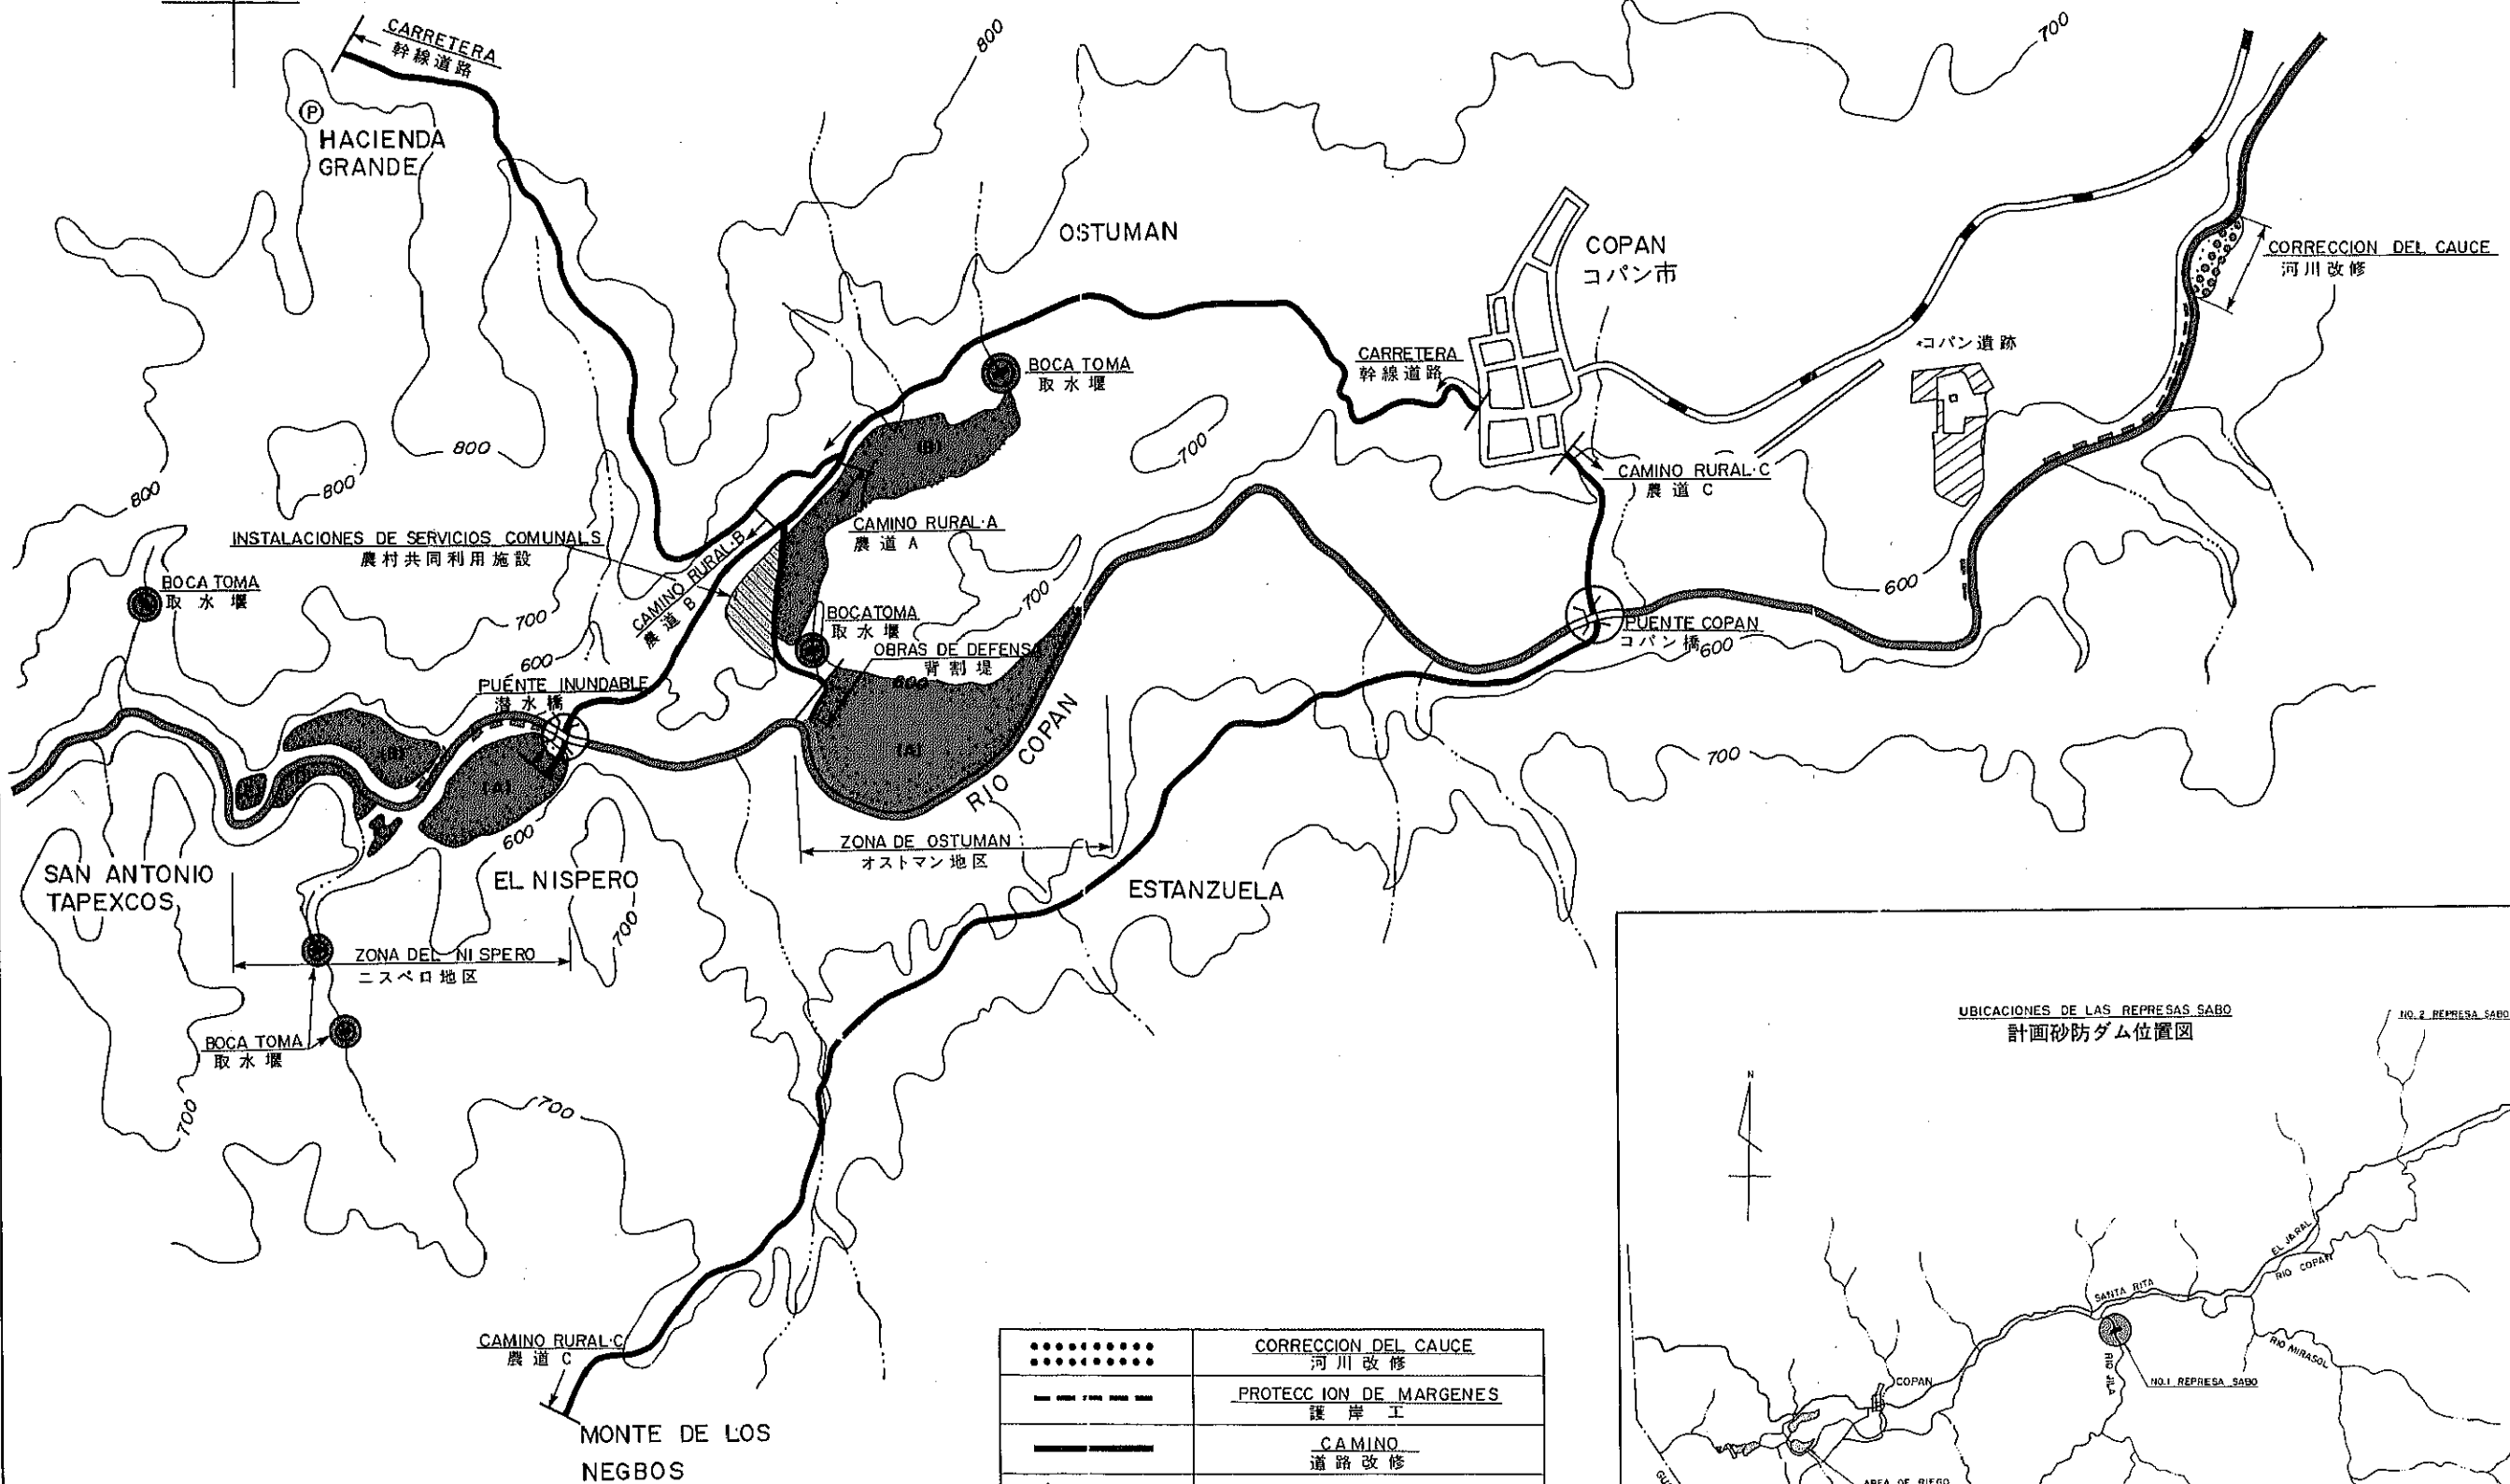 CARRETERA
幹線道路
800
700
P
HACIENDA
GRANDE
OSTUMAN
COPAN
コパン市
CORRECCION DEL CAUCE
河川改修
コパン遺跡
CARRETERA
幹線道路
BOCA TOMA
取水堰
(B)
700
800
800
800
CAMINO RURAL·C
農道 C
INSTALACIONES DE SERVICIOS COMUNALS
農村共同利用施設
CAMINO RURAL·A
農道 A
CAMINO RURAL·B
農道 B
BOCA TOMA
取水堰
700
700
600
BOCATOMA
取水堰
OBRAS DE DEFENS
背割堤
600
PUENTE COPAN
コパン橋
600
600
PUENTE INUNDABLE
潜水橋
(B)
(A)
(A)
RIO COPAN
700
600
ZONA DE OSTUMAN
オストマン地区
SAN ANTONIO
TAPEXCOS
EL NISPERO
ESTANZUELA
700
ZONA DEL NISPERO
ニスペロ地区
BOCA TOMA
取水堰
700
700
CAMINO RURAL·C
農道 C
MONTE DE LOS
NEGBOS
CORRECCION DEL CAUCE
河川改修
PROTECCION DE MARGENES
護岸工
CAMINO
道路改修
UBICACIONES DE LAS REPRESAS SABO
計画砂防ダム位置図
NO.2 REPRESA SABO
N
EL JARAL
RIO COPAN
SANTA RITA
RIO MIRASOL
RIO JILA
NO.1 REPRESA SABO
COPAN
AREA DE RIEGO